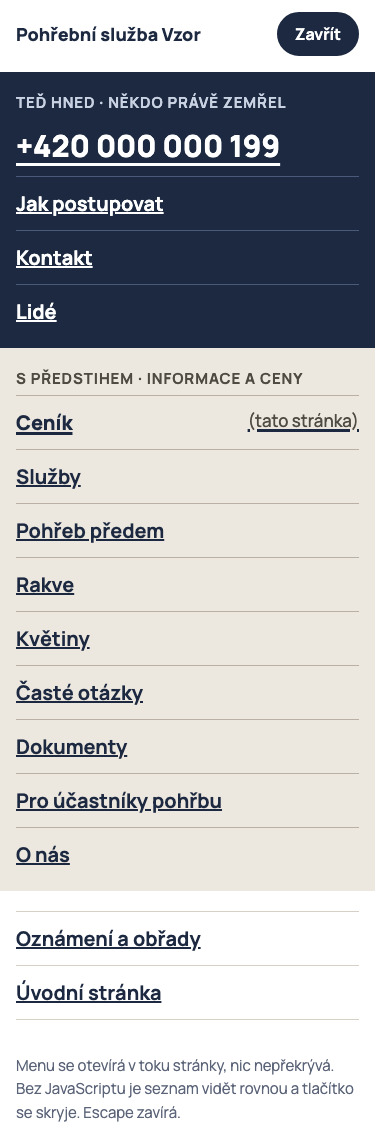 Pohřební služba Vzor
Zavřít
TEĎ HNED · NĚKDO PRÁVĚ ZEMŘEL
+420 000 000 199
Jak postupovat
Kontakt
Lidé
S PŘEDSTIHEM · INFORMACE A CENY
Ceník (tato stránka)
Služby
Pohřeb předem
Rakve
Květiny
Časté otázky
Dokumenty
Pro účastníky pohřbu
O nás
Oznámení a obřady
Úvodní stránka
Menu se otevírá v toku stránky, nic nepřekrývá.
Bez JavaScriptu je seznam vidět rovnou a tlačítko
se skryje. Escape zavírá.